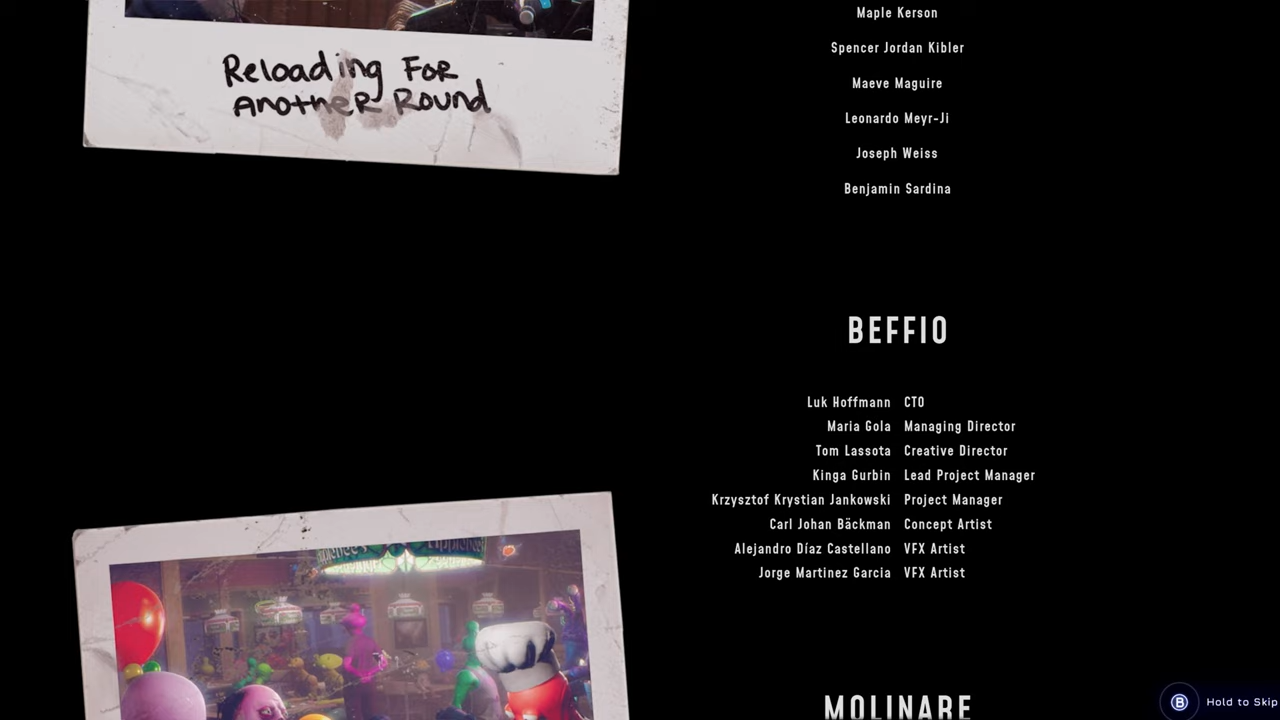 Reloading For
Another Round
Maple Kerson
Spencer Jordan Kibler
Maeve Maguire
Leonardo Meyr-Ji
Joseph Weiss
Benjamin Sardina
BEFFIO
Luk Hoffmann CTO
Maria Gola Managing Director
Tom Lassota Creative Director
Kinga Gurbin Lead Project Manager
Krzysztof Krystian Jankowski Project Manager
Carl Johan Bäckman Concept Artist
Alejandro Díaz Castellano VFX Artist
Jorge Martinez Garcia VFX Artist
MOLINARE
B Hold to Skip